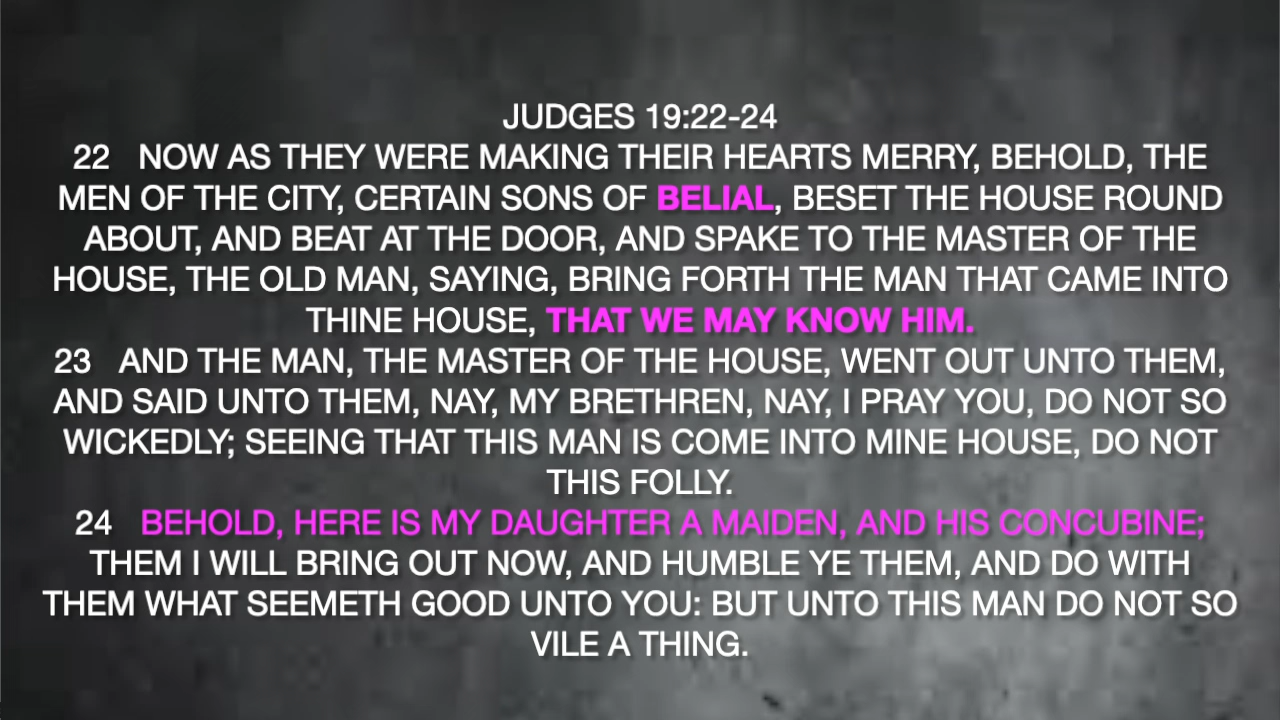 JUDGES 19:22-24
22 NOW AS THEY WERE MAKING THEIR HEARTS MERRY, BEHOLD, THE
MEN OF THE CITY, CERTAIN SONS OF BELIAL, BESET THE HOUSE ROUND
ABOUT, AND BEAT AT THE DOOR, AND SPAKE TO THE MASTER OF THE
HOUSE, THE OLD MAN, SAYING, BRING FORTH THE MAN THAT CAME INTO
THINE HOUSE, THAT WE MAY KNOW HIM.
23 AND THE MAN, THE MASTER OF THE HOUSE, WENT OUT UNTO THEM,
AND SAID UNTO THEM, NAY, MY BRETHREN, NAY, I PRAY YOU, DO NOT SO
WICKEDLY; SEEING THAT THIS MAN IS COME INTO MINE HOUSE, DO NOT
THIS FOLLY.
24 BEHOLD, HERE IS MY DAUGHTER A MAIDEN, AND HIS CONCUBINE;
THEM I WILL BRING OUT NOW, AND HUMBLE YE THEM, AND DO WITH
THEM WHAT SEEMETH GOOD UNTO YOU: BUT UNTO THIS MAN DO NOT SO
VILE A THING.